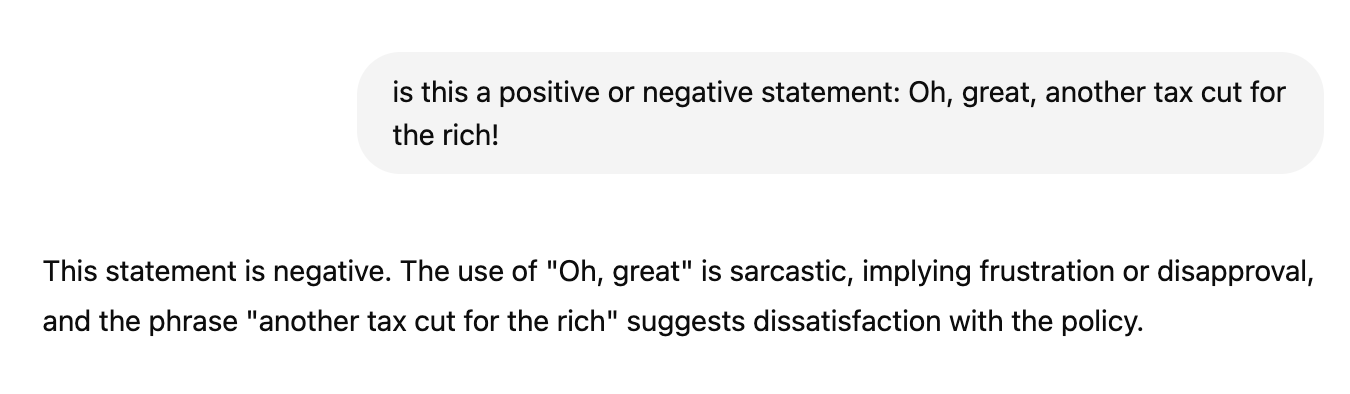 is this a positive or negative statement: Oh, great, another tax cut for
the rich!
This statement is negative. The use of "Oh, great" is sarcastic, implying frustration or disapproval,
and the phrase "another tax cut for the rich" suggests dissatisfaction with the policy.